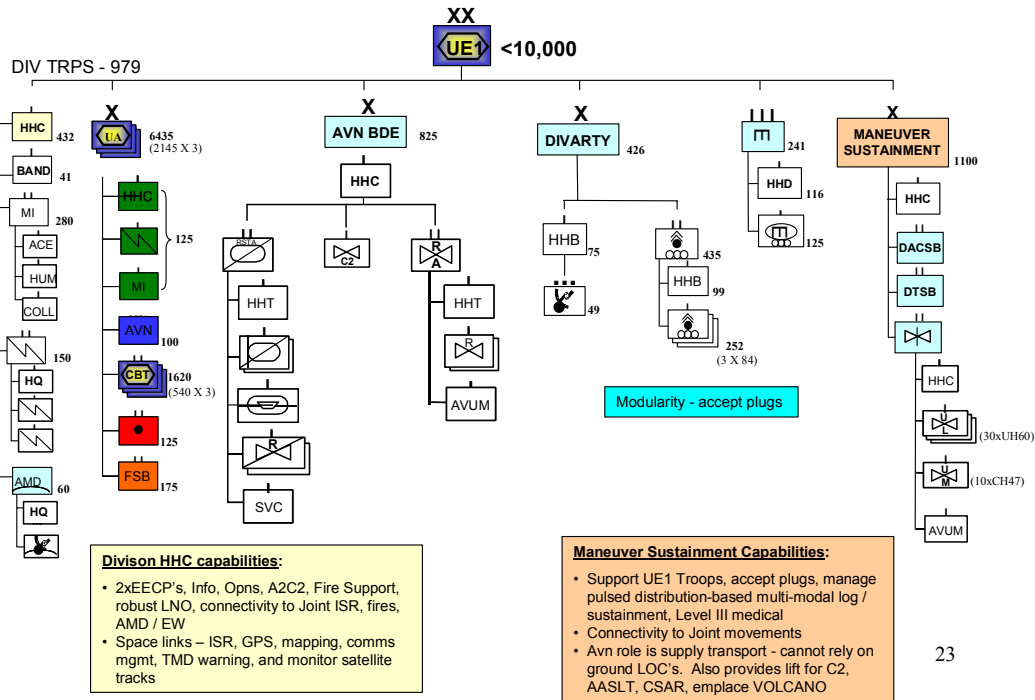 XX
UE1 <10,000
DIV TRPS - 979
HHC
432
BAND
41
MI
280
ACE
HUM
COLL
150
HQ
AMD
60
HQ
X
UA
6435
(2145 X 3)
HHC
125
MI
AVN
100
CBT
1620
(540 X 3)
125
FSB
175
X
AVN BDE
825
HHC
RSTA
HHT
R
SVC
C2
R
A
HHT
R
AVUM
X
DIVARTY
426
HHB
75
49
435
HHB
99
252
(3 X 84)
Modularity - accept plugs
III
E
241
HHD
116
E
125
X
MANEUVER
SUSTAINMENT
1100
HHC
DACSB
DTSB
HHC
U
L
(30xUH60)
U
M
(10xCH47)
AVUM
Divison HHC capabilities:
• 2xEECP's, Info, Opns, A2C2, Fire Support,
robust LNO, connectivity to Joint ISR, fires,
AMD / EW
• Space links – ISR, GPS, mapping, comms
mgmt, TMD warning, and monitor satellite
tracks
Maneuver Sustainment Capabilities:
• Support UE1 Troops, accept plugs, manage
pulsed distribution-based multi-modal log /
sustainment, Level III medical
• Connectivity to Joint movements
• Avn role is supply transport - cannot rely on
ground LOC's. Also provides lift for C2,
AASLT, CSAR, emplace VOLCANO
23